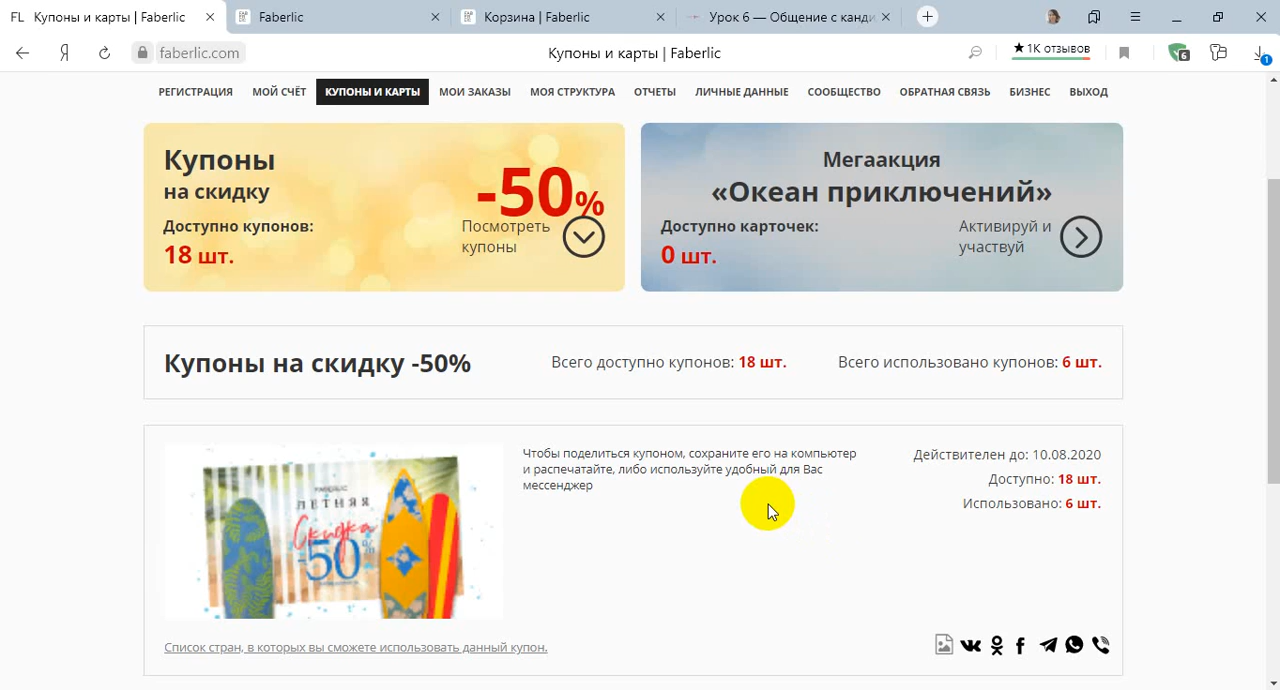 FL Купоны и карты | Faberlic
Faberlic
Корзина | Faberlic
Урок 6 — Общение с канди
faberlic.com
Купоны и карты | Faberlic
★1К отзывов
6
1
РЕГИСТРАЦИЯ МОЙ СЧЁТ КУПОНЫ И КАРТЫ МОИ ЗАКАЗЫ МОЯ СТРУКТУРА ОТЧЕТЫ ЛИЧНЫЕ ДАННЫЕ СООБЩЕСТВО ОБРАТНАЯ СВЯЗЬ БИЗНЕС ВЫХОД
Купоны
на скидку
-50%
Доступно купонов:
18 шт.
Посмотреть
купоны
Мегаакция
«Океан приключений»
Доступно карточек:
0 шт.
Активируй и
участвуй
Купоны на скидку -50%
Всего доступно купонов: 18 шт.
Всего использовано купонов: 6 шт.
ЛЕТНЯЯ
Скидка
-50%
Чтобы поделиться купоном, сохраните его на компьютер
и распечатайте, либо используйте удобный для Вас
мессенджер
Действителен до: 10.08.2020
Доступно: 18 шт.
Использовано: 6 шт.
Список стран, в которых вы сможете использовать данный купон.